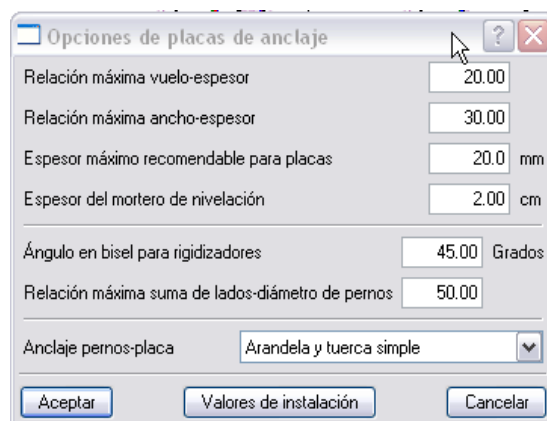 Opciones de placas de anclaje
Relación máxima vuelo-espesor 20.00
Relación máxima ancho-espesor 30.00
Espesor máximo recomendable para placas 20.0 mm
Espesor del mortero de nivelación 2.00 cm
Ángulo en bisel para rigidizadores 45.00 Grados
Relación máxima suma de lados-diámetro de pernos 50.00
Anclaje pernos-placa Arandela y tuerca simple
Aceptar Valores de instalación Cancelar